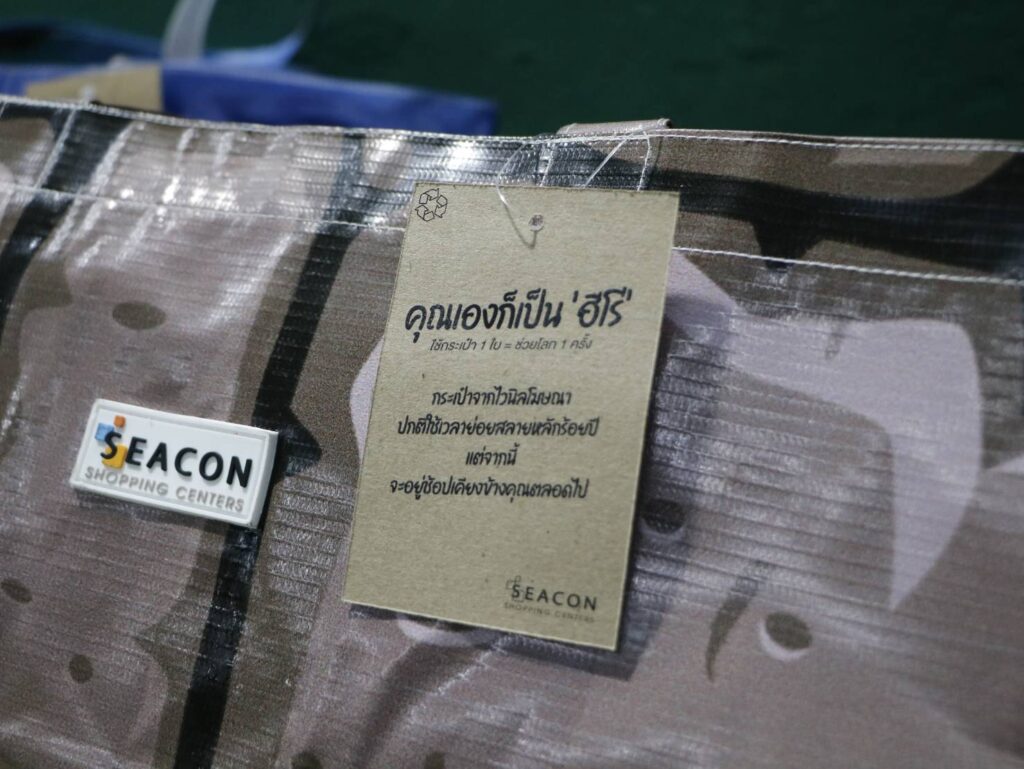 คุณเองก็เป็น 'ฮีโร่'
ใช้กระเป๋า 1 ใบ = ช่วยโลก 1 ครั้ง
กระเป๋าจากไวนิลโฆษณา
ปกติใช้เวลาย่อยสลายหลักร้อยปี
แต่จากนี้
จะอยู่ช้อปเคียงข้างคุณตลอดไป
SEACON
SHOPPING CENTERS
SEACON
SHOPPING CENTERS